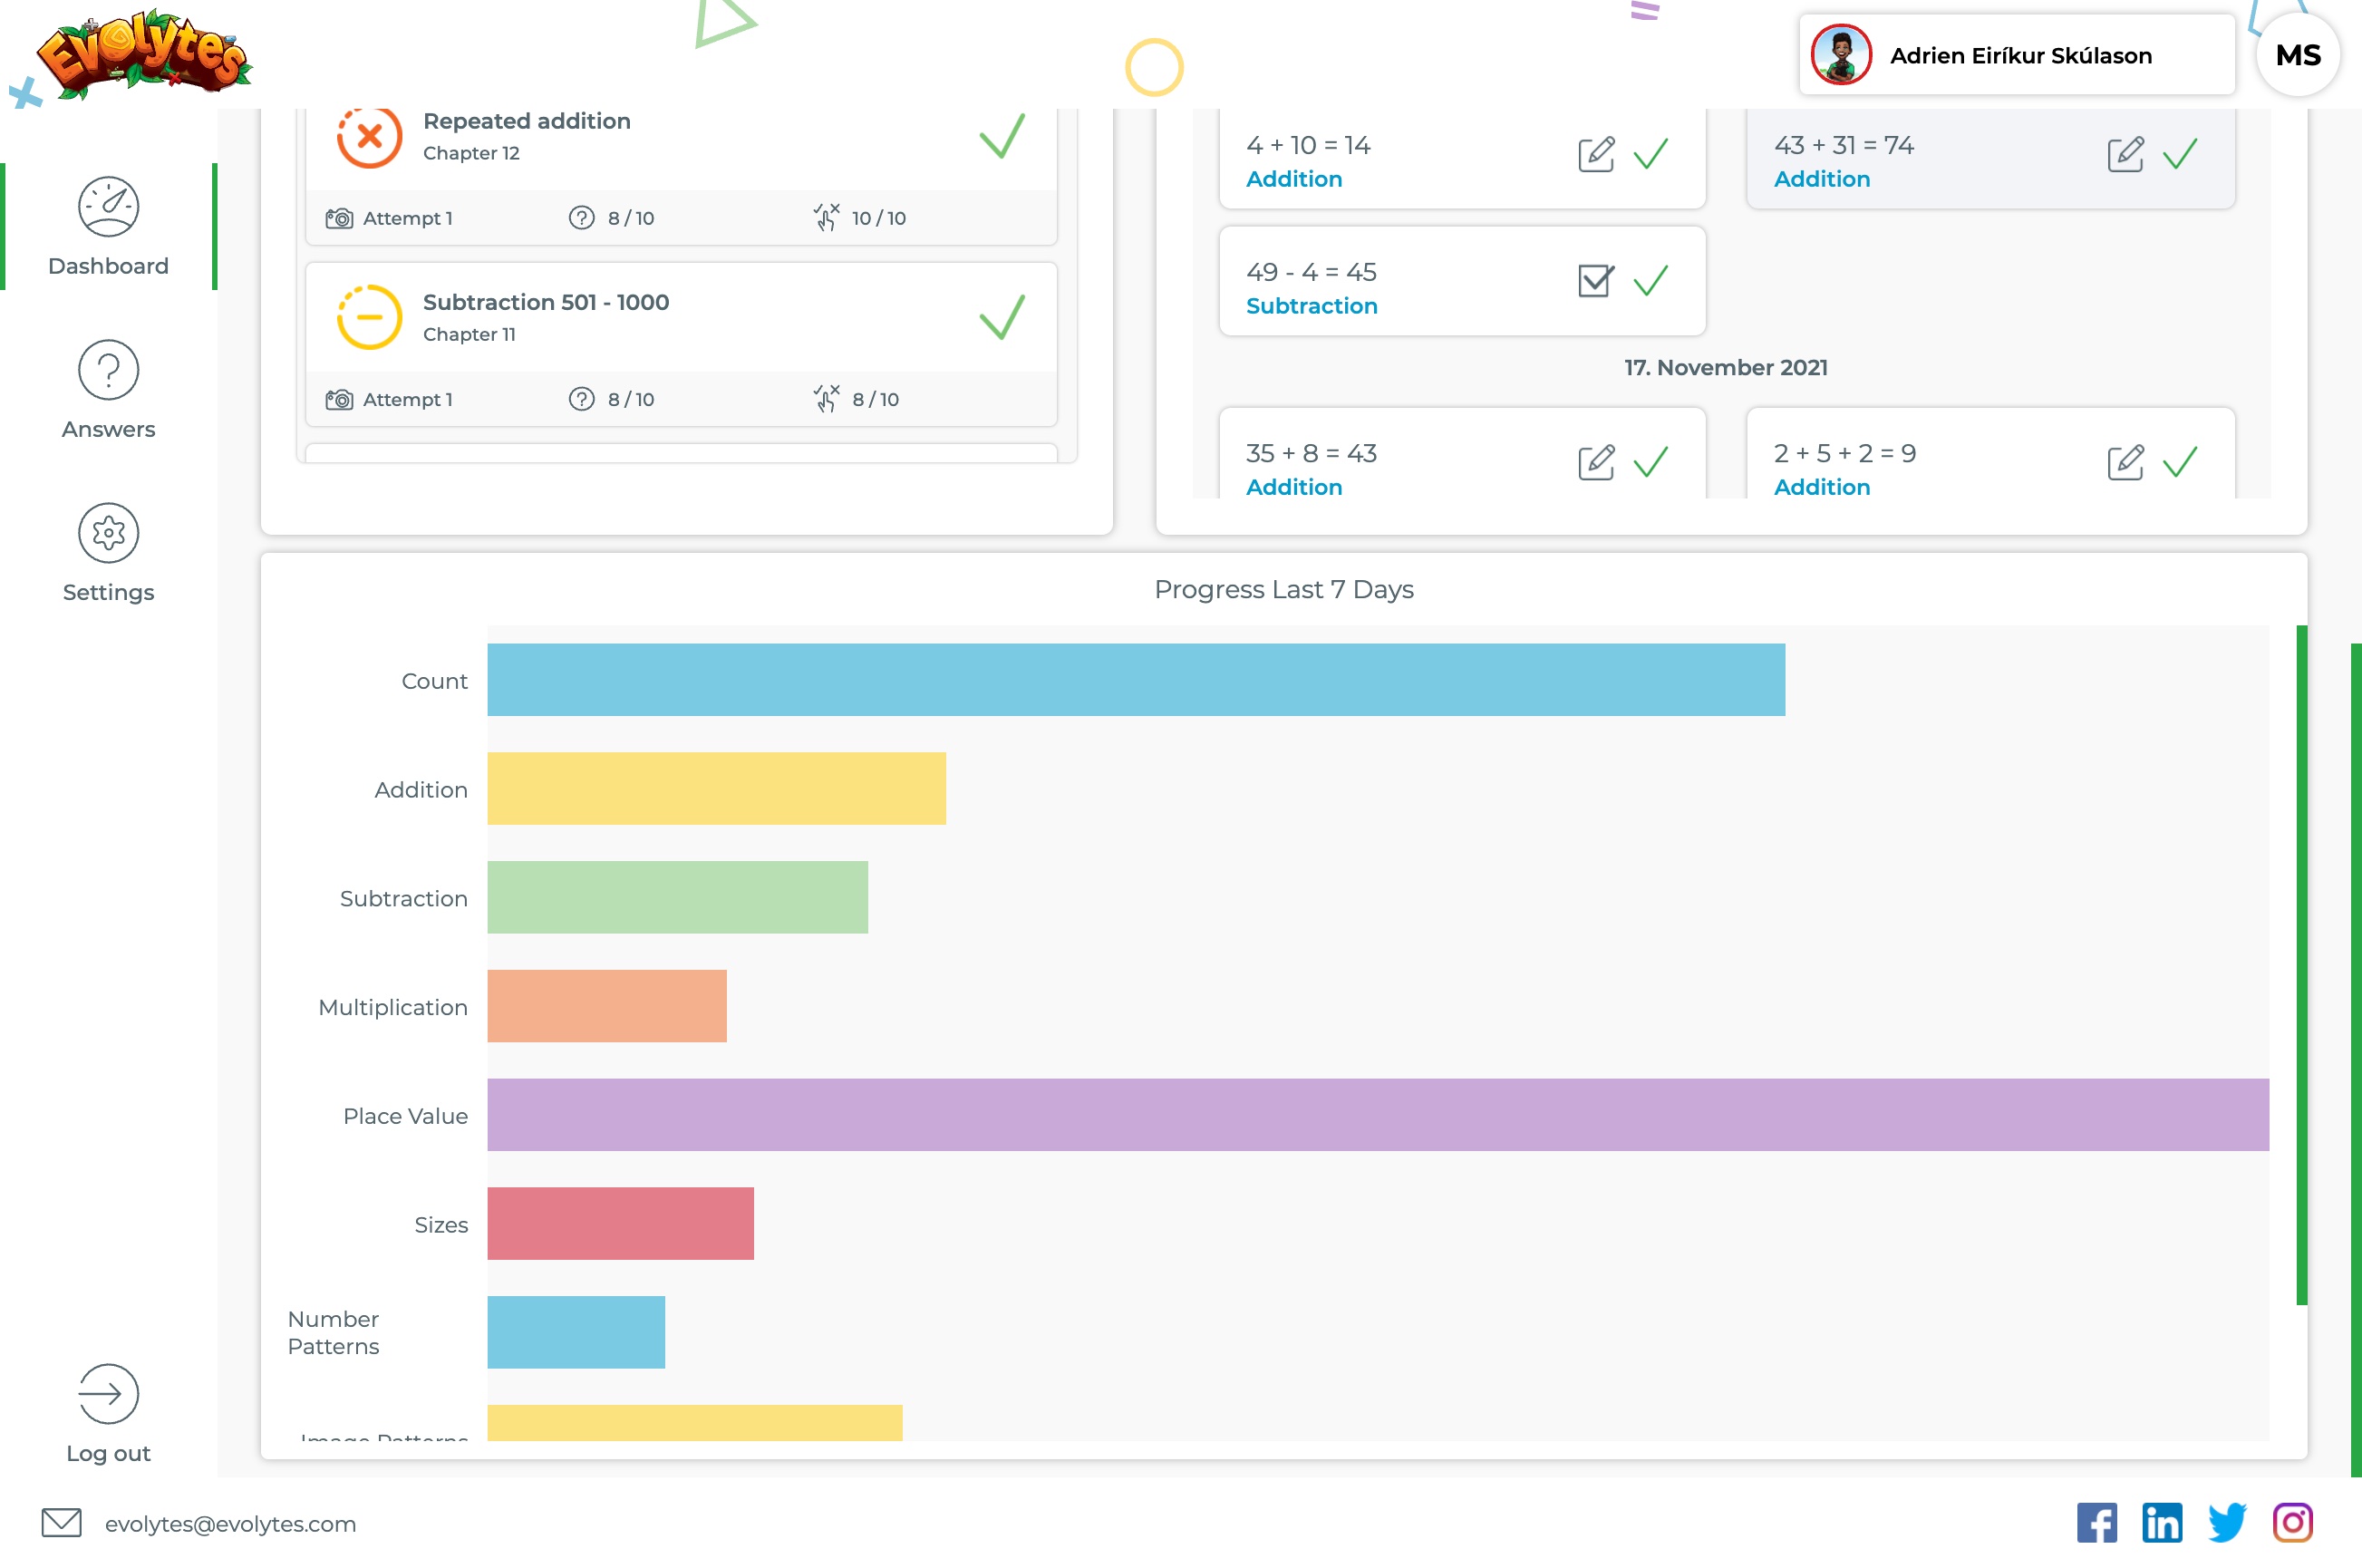 Evolytes
Adrien Eiríkur Skúlason
MS
Dashboard
Answers
Settings
Log out
Repeated addition
Chapter 12
Attempt 1
8 / 10
10 / 10
Subtraction 501 - 1000
Chapter 11
Attempt 1
8 / 10
8 / 10
4 + 10 = 14
Addition
43 + 31 = 74
Addition
49 - 4 = 45
Subtraction
17. November 2021
35 + 8 = 43
Addition
2 + 5 + 2 = 9
Addition
Progress Last 7 Days
Count
Addition
Subtraction
Multiplication
Place Value
Sizes
Number
Patterns
Image Patterns
evolytes@evolytes.com